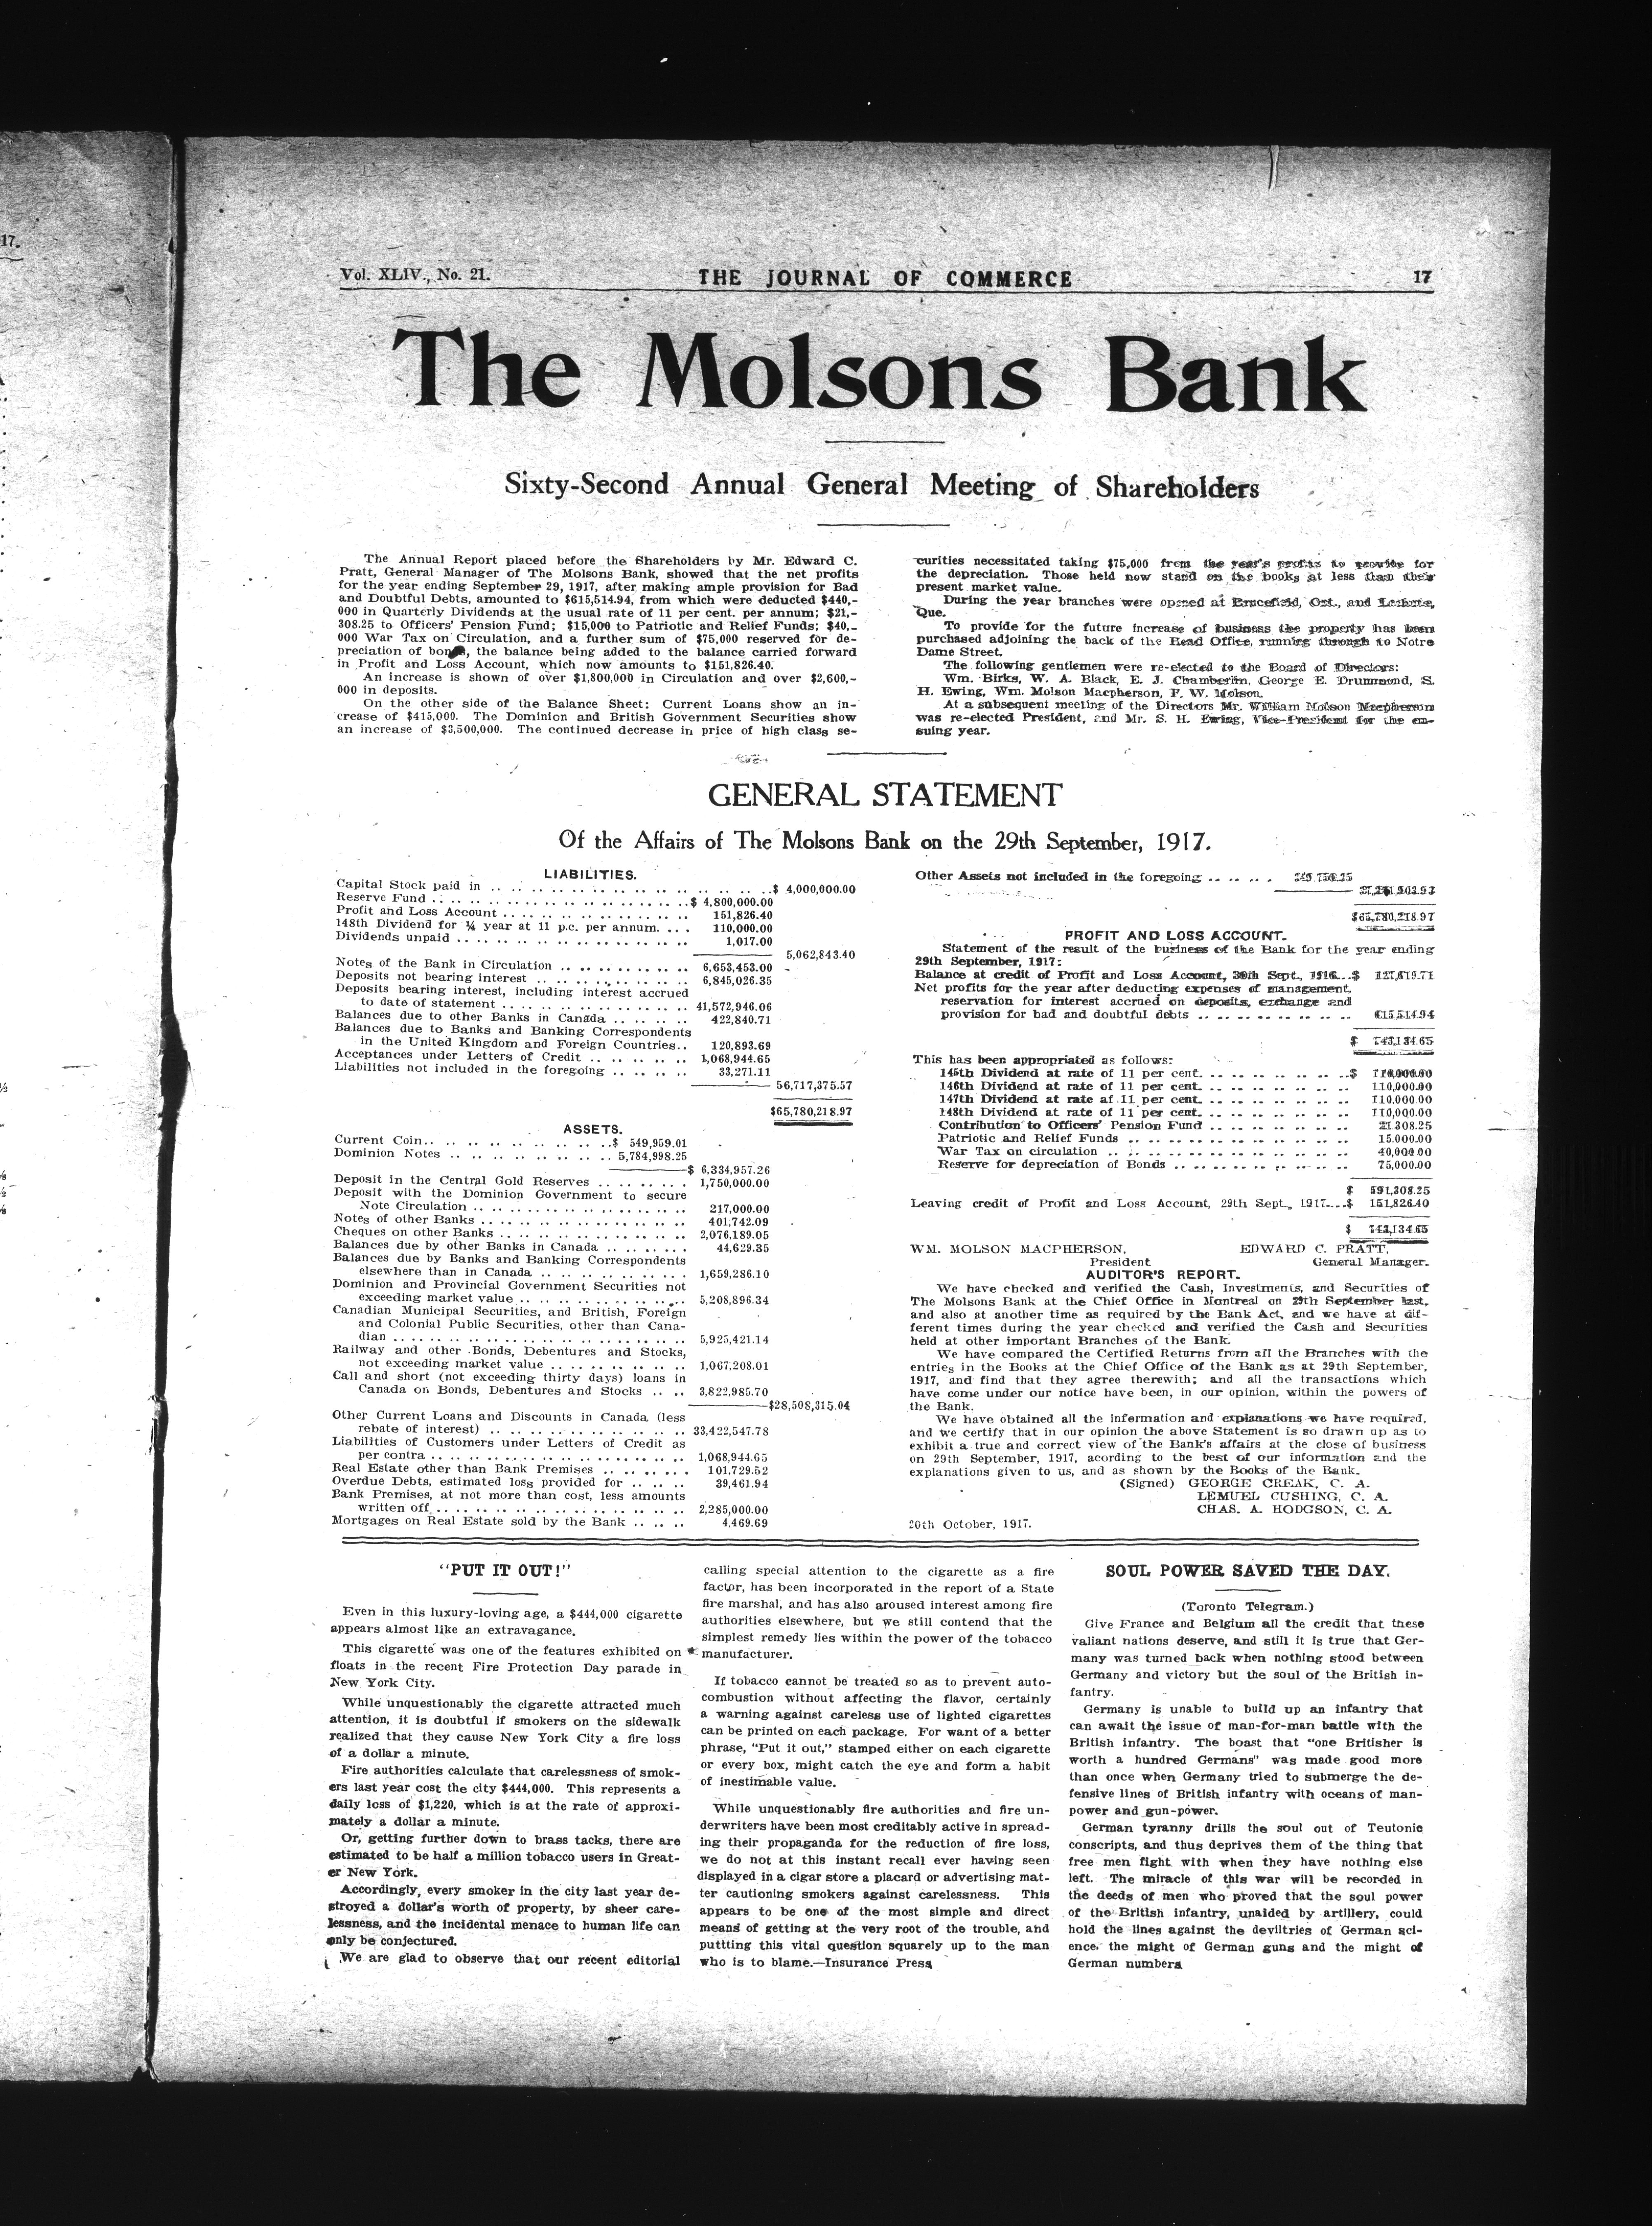 17.
Vol. XLIV., No. 21. THE JOURNAL OF COMMERCE 17
The Molsons Bank
Sixty-Second Annual General Meeting of Shareholders
The Annual Report placed before the Shareholders by Mr. Edward C.
Pratt, General Manager of The Molsons Bank, showed that the net profits
for the year ending September 29, 1917, after making ample provision for Bad
and Doubtful Debts, amounted to $615,514.94, from which were deducted $440,-
000 in Quarterly Dividends at the usual rate of 11 per cent. per annum; $21,-
308.25 to Officers' Pension Fund; $15,000 to Patriotic and Relief Funds; $40,-
000 War Tax on Circulation, and a further sum of $75,000 reserved for de-
preciation of the balance being added to the balance carried forward
in Profit and Loss Account, which now amounts to $151,826.40.
An increase is shown of over $1,800,000 in Circulation and over $2,600,-
000 in deposits.
On the other side of the Balance Sheet: Current Loans show an in-
crease of $415,000. The Dominion and British Government Securities show
an increase of $3,500,000. The continued decrease in price of high class se-
curities necessitated taking $75,000 from the year's profits to provide for
the depreciation. Those held now stand on the books at less than their
present market value.
During the year branches were opened at Brucefield, Ont., and
Que.
To provide for the future increase of business the property has been
purchased adjoining the back of the Head Office, running through to Notre
Dame Street.
The following gentlemen were re-elected to the Board of Directors:
Wm. Birks, W. A. Black, E. J. Chamberlin, George E. Drummond, S.
H. Ewing, Wm. Molson Macpherson, F. W. Molson.
At a subsequent meeting of the Directors Mr. William Molson Macpherson
was re-elected President, and Mr. S. H. Ewing, Vice-President for the en-
suing year.
GENERAL STATEMENT
Of the Affairs of The Molsons Bank on the 29th September, 1917.
LIABILITIES.
Capital Stock paid in .. .. .. $ 4,000,000.00
Reserve Fund .. .. .. $ 4,800,000.00
Profit and Loss Account .. .. .. 151,826.40
148th Dividend for ¼ year at 11 p.c. per annum. .. . 110,000.00
Dividends unpaid .. .. .. 1,017.00
5,062,843.40
Notes of the Bank in Circulation .. .. .. 6,653,453.00
Deposits not bearing interest .. .. .. 6,845,026.35
Deposits bearing interest, including interest accrued
to date of statement .. .. .. 41,572,946.06
Balances due to other Banks in Canada .. .. .. 422,840.71
Balances due to Banks and Banking Correspondents
in the United Kingdom and Foreign Countries.. 120,893.69
Acceptances under Letters of Credit .. .. .. 1,068,944.65
Liabilities not included in the foregoing .. .. .. 33,271.11
56,717,375.57
$65,780,218.97
ASSETS.
Current Coin.. .. .. $ 549,959.01
Dominion Notes .. .. .. 5,784,998.25
$ 6,334,957.26
Deposit in the Central Gold Reserves .. .. .. 1,750,000.00
Deposit with the Dominion Government to secure
Note Circulation .. .. .. 217,000.00
Notes of other Banks .. .. .. 401,742.09
Cheques on other Banks .. .. .. 2,076,189.05
Balances due by other Banks in Canada .. .. .. 44,629.35
Balances due by Banks and Banking Correspondents
elsewhere than in Canada .. .. .. 1,659,286.10
Dominion and Provincial Government Securities not
exceeding market value .. .. .. 5,208,896.34
Canadian Municipal Securities, and British, Foreign
and Colonial Public Securities, other than Cana-
dian .. .. .. 5,925,421.14
Railway and other Bonds, Debentures and Stocks,
not exceeding market value .. .. .. 1,067,208.01
Call and short (not exceeding thirty days) loans in
Canada on Bonds, Debentures and Stocks .. .. 3,822,985.70
$28,508,315.04
Other Current Loans and Discounts in Canada (less
rebate of interest) .. .. .. 33,422,547.78
Liabilities of Customers under Letters of Credit as
per contra .. .. .. 1,068,944.65
Real Estate other than Bank Premises .. .. .. 101,729.52
Overdue Debts, estimated loss provided for .. .. .. 39,461.94
Bank Premises, at not more than cost, less amounts
written off .. .. .. 2,285,000.00
Mortgages on Real Estate sold by the Bank .. .. .. 4,469.69
Other Assets not included in the foregoing .. .. ..
$65,780,218.97
PROFIT AND LOSS ACCOUNT.
Statement of the result of the business of the Bank for the year ending
29th September, 1917:
Balance at credit of Profit and Loss Account, 30th Sept., 1916...$ 127,619.71
Net profits for the year after deducting expenses of management,
reservation for interest accrued on deposits, exchange and
provision for bad and doubtful debts .. .. .. 615,514.94
$ 743,134.65
This has been appropriated as follows:
145th Dividend at rate of 11 per cent. .. .. ..$ 110,000.00
146th Dividend at rate of 11 per cent. .. .. .. 110,000.00
147th Dividend at rate af 11 per cent. .. .. .. 110,000.00
148th Dividend at rate of 11 per cent. .. .. .. 110,000.00
Contribution to Officers' Pension Fund .. .. .. 21.308.25
Patriotic and Relief Funds .. .. .. 15.000.00
War Tax on circulation .. .. .. 40,000.00
Reserve for depreciation of Bonds .. .. .. 75,000.00
$ 591,308.25
Leaving credit of Profit and Loss Account, 29th Sept., 1917....$ 151,826.40
$ 743,134.65
WM. MOLSON MACPHERSON, EDWARD C. PRATT,
President General Manager.
AUDITOR'S REPORT.
We have checked and verified the Cash, Investments, and Securities of
The Molsons Bank at the Chief Office in Montreal on 29th September last,
and also at another time as required by the Bank Act, and we have at dif-
ferent times during the year checked and verified the Cash and Securities
held at other important Branches of the Bank.
We have compared the Certified Returns from all the Branches with the
entries in the Books at the Chief Office of the Bank as at 29th September,
1917, and find that they agree therewith; and all the transactions which
have come under our notice have been, in our opinion, within the powers of
the Bank.
We have obtained all the information and explanations we have required,
and we certify that in our opinion the above Statement is so drawn up as to
exhibit a true and correct view of the Bank's affairs at the close of business
on 29th September, 1917, acording to the best of our information and the
explanations given to us, and as shown by the Books of the Bank.
(Signed) GEORGE CREAK, C. A.
LEMUEL CUSHING, C. A.
CHAS. A. HODGSON, C. A.
20th October, 1917.
"PUT IT OUT!"
Even in this luxury-loving age, a $444,000 cigarette
appears almost like an extravagance.
This cigarette was one of the features exhibited on
floats in the recent Fire Protection Day parade in
New York City.
While unquestionably the cigarette attracted much
attention, it is doubtful if smokers on the sidewalk
realized that they cause New York City a fire loss
of a dollar a minute.
Fire authorities calculate that carelessness of smok-
ers last year cost the city $444,000. This represents a
daily loss of $1,220, which is at the rate of approxi-
mately a dollar a minute.
Or, getting further down to brass tacks, there are
estimated to be half a million tobacco users in Great-
er New York.
Accordingly, every smoker in the city last year de-
stroyed a dollar's worth of property, by sheer care-
lessness, and the incidental menace to human life can
only be conjectured.
We are glad to observe that our recent editorial
calling special attention to the cigarette as a fire
factor, has been incorporated in the report of a State
fire marshal, and has also aroused interest among fire
authorities elsewhere, but we still contend that the
simplest remedy lies within the power of the tobacco
manufacturer.
If tobacco cannot be treated so as to prevent auto-
combustion without affecting the flavor, certainly
a warning against careless use of lighted cigarettes
can be printed on each package. For want of a better
phrase, "Put it out," stamped either on each cigarette
or every box, might catch the eye and form a habit
of inestimable value.
While unquestionably fire authorities and fire un-
derwriters have been most creditably active in spread-
ing their propaganda for the reduction of fire loss,
we do not at this instant recall ever having seen
displayed in a cigar store a placard or advertising mat-
ter cautioning smokers against carelessness. This
appears to be one of the most simple and direct
means of getting at the very root of the trouble, and
puttting this vital question squarely up to the man
who is to blame.—Insurance Press
SOUL POWER SAVED THE DAY.
(Toronto Telegram.)
Give France and Belgium all the credit that these
valiant nations deserve, and still it is true that Ger-
many was turned back when nothing stood between
Germany and victory but the soul of the British in-
fantry.
Germany is unable to build up an infantry that
can await the issue of man-for-man battle with the
British infantry. The boast that "one Britisher is
worth a hundred Germans" was made good more
than once when Germany tried to submerge the de-
fensive lines of British infantry with oceans of man-
power and gun-power.
German tyranny drills the soul out of Teutonic
conscripts, and thus deprives them of the thing that
free men fight with when they have nothing else
left. The miracle of this war will be recorded in
the deeds of men who proved that the soul power
of the British infantry, unaided by artillery, could
hold the lines against the deviltries of German sci-
ence. the might of German guns and the might of
German numbers